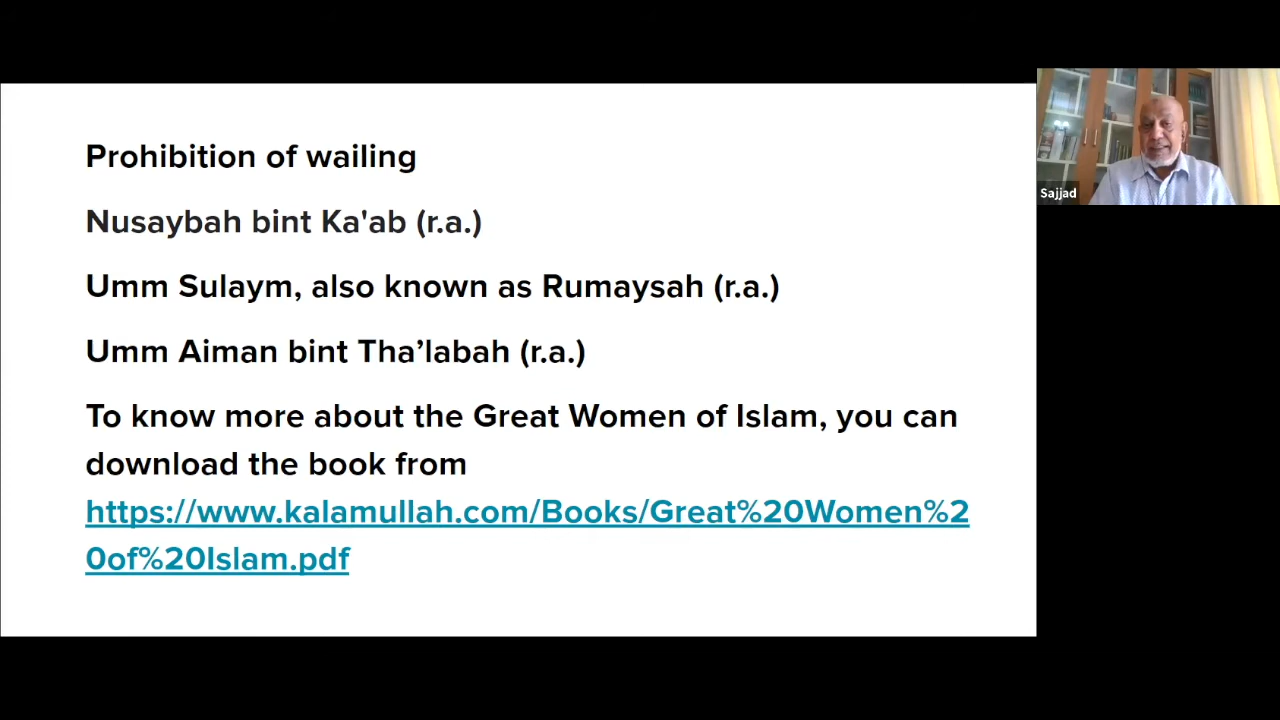 Prohibition of wailing
Nusaybah bint Ka'ab (r.a.)
Umm Sulaym, also known as Rumaysah (r.a.)
Umm Aiman bint Tha’labah (r.a.)
To know more about the Great Women of Islam, you can
download the book from
https://www.kalamullah.com/Books/Great%20Women%2
0of%20Islam.pdf
Sajjad